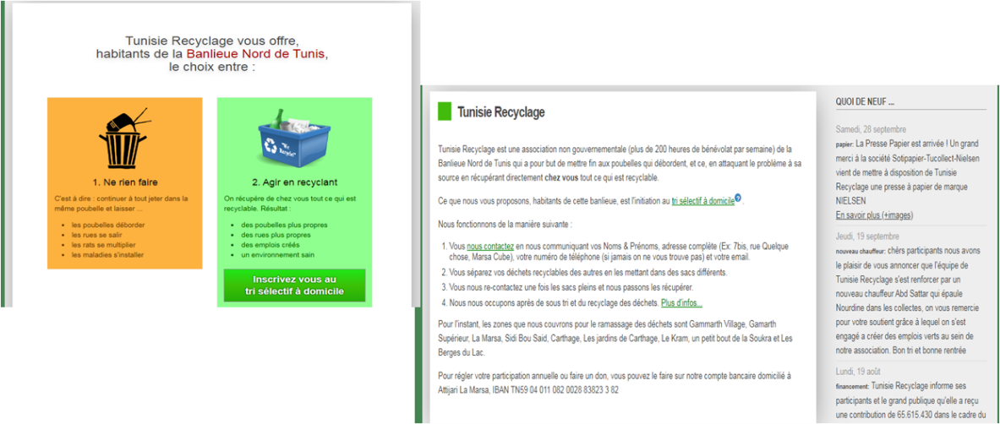 Tunisie Recyclage vous offre,
habitants de la Banlieue Nord de Tunis,
le choix entre :
1. Ne rien faire
C'est à dire : continuer à tout jeter dans la
même poubelle et laisser ...
les poubelles déborder
les rues se salir
les rats se multiplier
les maladies s'installer
2. Agir en recyclant
On récupère de chez vous tout ce qui est
recyclable. Résultat :
des poubelles plus propres
des rues plus propres
des emplois créés
un environnement sain
Inscrivez vous au
tri sélectif à domicile
Tunisie Recyclage
Tunisie Recyclage est une association non gouvernementale (plus de 200 heures de bénévolat par semaine) de la
Banlieue Nord de Tunis qui a pour but de mettre fin aux poubelles qui débordent, et ce, en attaquant le problème à sa
source en récupérant directement chez vous tout ce qui est recyclable.
Ce que nous vous proposons, habitants de cette banlieue, est l'initiation au tri sélectif à domicile? .
Nous fonctionnons de la manière suivante :
1. Vous nous contactez en nous communiquant vos Noms & Prénoms, adresse complète (Ex: 7bis, rue Quelque
chose, Marsa Cube), votre numéro de téléphone (si jamais on ne vous trouve pas) et votre email.
2. Vous séparez vos déchets recyclables des autres en les mettant dans des sacs différents.
3. Vous nous re-contactez une fois les sacs pleins et nous passons les récupérer.
4. Nous nous occupons après de sous tri et du recyclage des déchets. Plus d'infos...
Pour l'instant, les zones que nous couvrons pour le ramassage des déchets sont Gammarth Village, Gamarth
Supérieur, La Marsa, Sidi Bou Said, Carthage, Les jardins de Carthage, Le Kram, un petit bout de la Soukra et Les
Berges du Lac.
Pour régler votre participation annuelle ou faire un don, vous pouvez le faire sur notre compte bancaire domicilié à
Attijari La Marsa, IBAN TN59 04 011 082 0028 83823 3 82
QUOI DE NEUF ...
Samedi, 28 septembre
papier: La Presse Papier est arrivée ! Un grand
merci à la société Sotipapier-Tucollect-Nielsen
vient de mettre à disposition de Tunisie
Recyclage une presse à papier de marque
NIELSEN
En savoir plus (+images)
Jeudi, 19 septembre
nouveau chauffeur: chèrs participants nous avons
le plaisir de vous annoncer que l'équipe de
Tunisie Recyclage s'est renforcer par un
nouveau chauffeur Abd Sattar qui épaule
Nourdine dans les collectes, on vous remercie
pour votre soutient grâce à lequel on s'est
engagé a créer des emplois verts au sein de
notre association. Bon tri et bonne rentrée
Lundi, 19 août
financement: Tunisie Recyclage informe ses
participants et le grand publique qu'elle a reçu
une contribution de 65.615.430 dans le cadre du